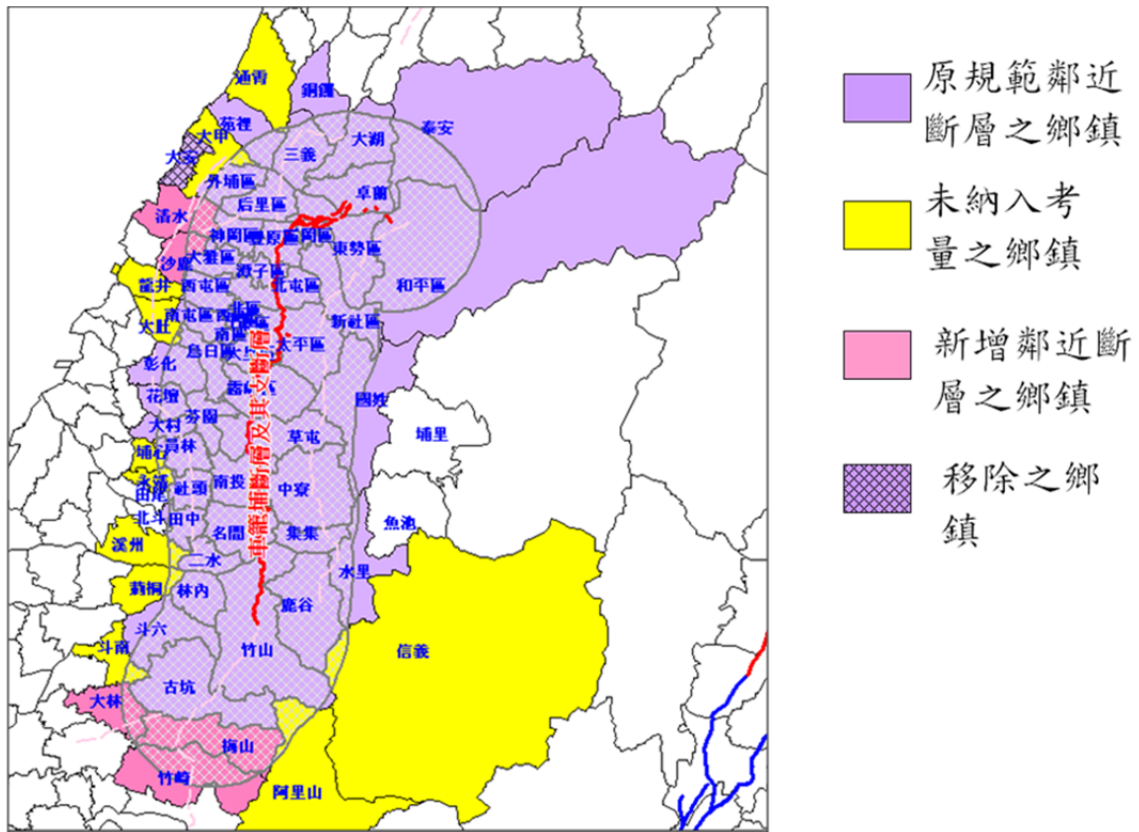 通霄
銅鑼
苑裡
泰安
大甲
大湖
三義
大安
外埔區
卓蘭
后里區
清水
神岡區
豐原區
東勢區
沙鹿
大雅區
潭子區
龍井
西屯區
北屯區
和平區
北區
南屯區
新社區
大肚
南區
太平區
烏日區
彰化
花壇
國姓
大村
芬園
草屯
埔里
員林
埔心
永靖
田尾
社頭
南投
中寮
車籠埔斷層及其支斷層
北斗
田中
魚池
溪州
名間
集集
二水
水里
莿桐
林內
鹿谷
斗六
斗南
竹山
信義
古坑
大林
梅山
竹崎
阿里山
原規範鄰近
斷層之鄉鎮
未納入考
量之鄉鎮
新增鄰近斷
層之鄉鎮
移除之鄉
鎮